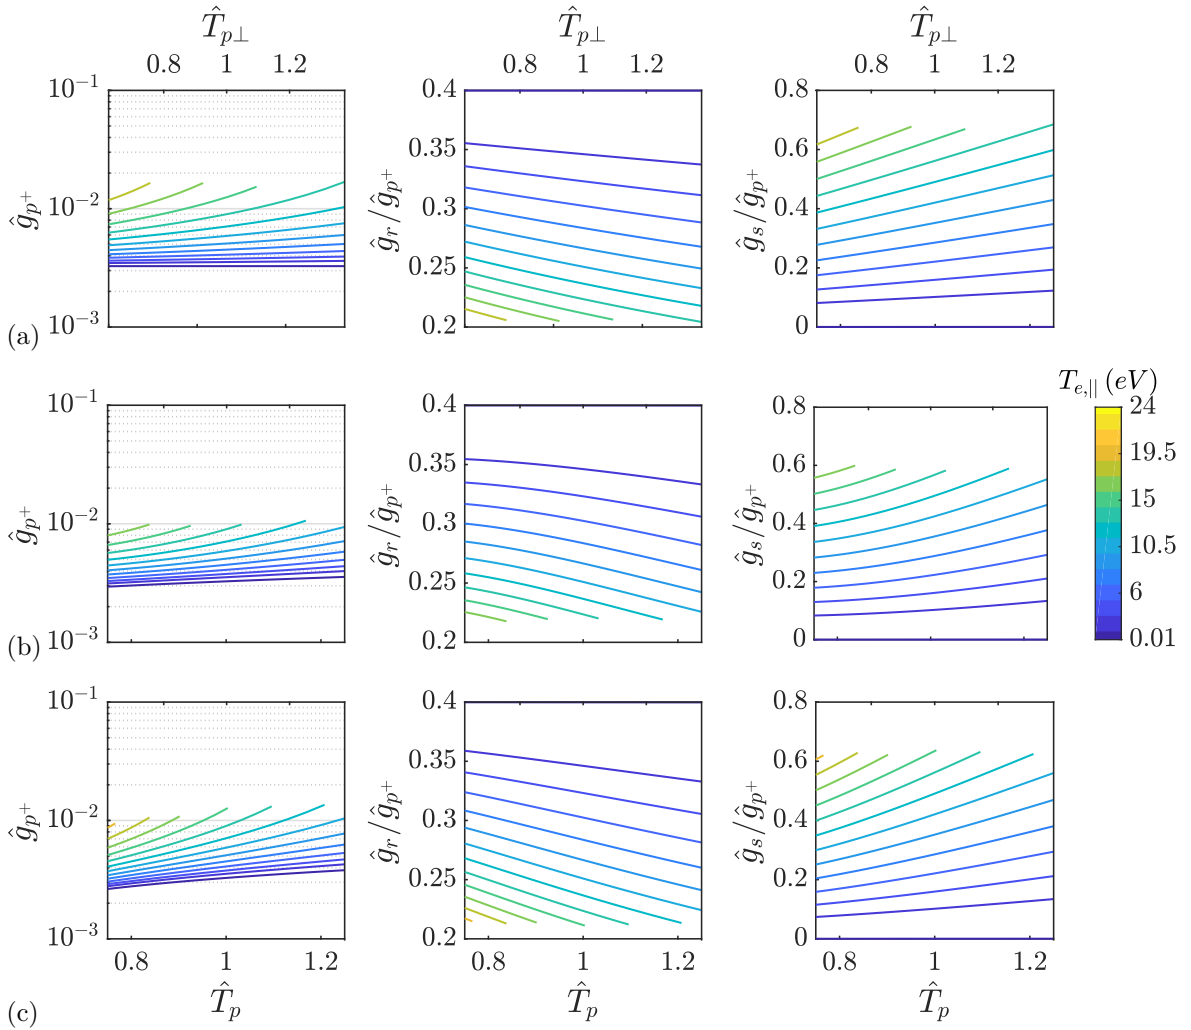 T̂p⊥ T̂p⊥ T̂p⊥
0.8 1 1.2 0.8 1 1.2 0.8 1 1.2
10⁻¹ 10⁻² 10⁻³
ĝp+
0.4 0.35 0.3 0.25 0.2
ĝr/ĝp+
0.8 0.6 0.4 0.2 0
ĝs/ĝp+
(a)
Te,|| (eV)
24
19.5
15
10.5
6
0.01
10⁻¹ 10⁻² 10⁻³
ĝp+
0.4 0.35 0.3 0.25 0.2
ĝr/ĝp+
0.8 0.6 0.4 0.2 0
ĝs/ĝp+
(b)
10⁻¹ 10⁻² 10⁻³
ĝp+
0.4 0.35 0.3 0.25 0.2
ĝr/ĝp+
0.8 0.6 0.4 0.2 0
ĝs/ĝp+
0.8 1 1.2 0.8 1 1.2 0.8 1 1.2
T̂p T̂p T̂p
(c)